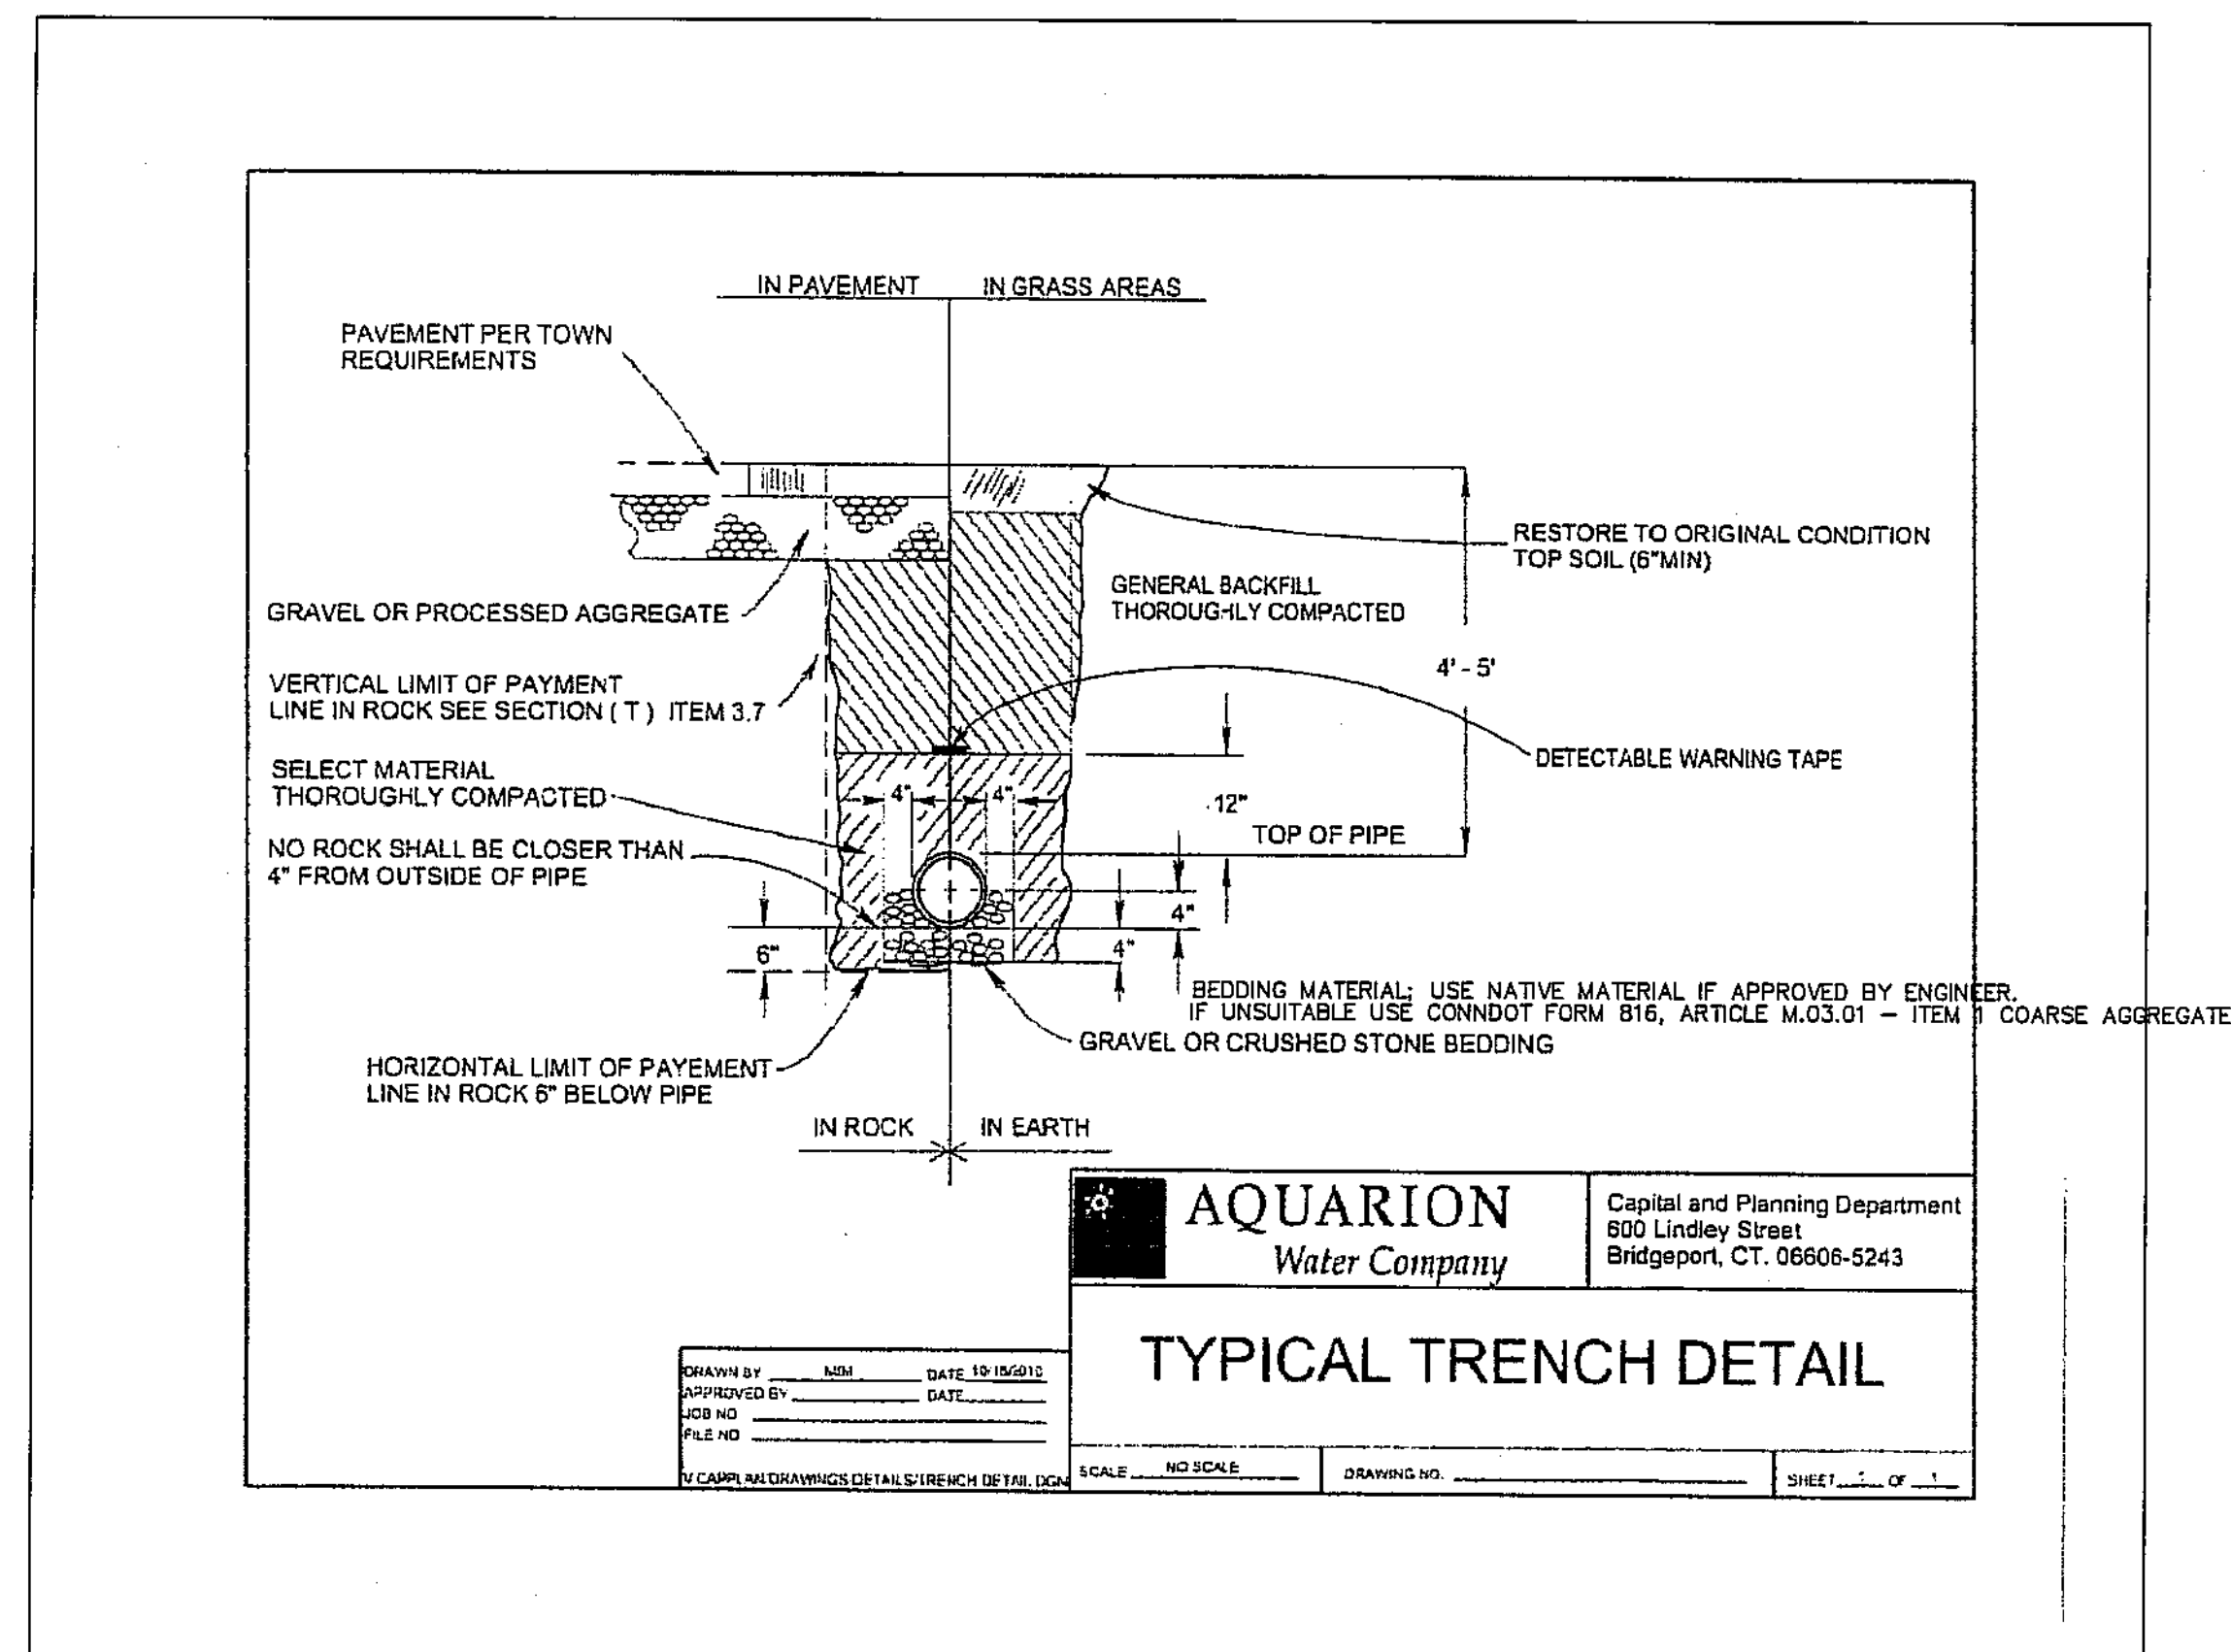 IN PAVEMENT
IN GRASS AREAS
PAVEMENT PER TOWN
REQUIREMENTS
RESTORE TO ORIGINAL CONDITION
TOP SOIL (6"MIN)
GENERAL BACKFILL
THOROUGHLY COMPACTED
GRAVEL OR PROCESSED AGGREGATE
4' - 5'
VERTICAL LIMIT OF PAYMENT
LINE IN ROCK SEE SECTION ( T ) ITEM 3.7
DETECTABLE WARNING TAPE
SELECT MATERIAL
THOROUGHLY COMPACTED
4"
4"
12"
TOP OF PIPE
NO ROCK SHALL BE CLOSER THAN
4" FROM OUTSIDE OF PIPE
4"
4"
6"
BEDDING MATERIAL; USE NATIVE MATERIAL IF APPROVED BY ENGINEER.
IF UNSUITABLE USE CONNDOT FORM 816, ARTICLE M.03.01 – ITEM 1 COARSE AGGREGATE
GRAVEL OR CRUSHED STONE BEDDING
HORIZONTAL LIMIT OF PAYEMENT
LINE IN ROCK 6" BELOW PIPE
IN ROCK
IN EARTH
AQUARION
Water Company
Capital and Planning Department
600 Lindley Street
Bridgeport, CT. 06606-5243
TYPICAL TRENCH DETAIL
DRAWN BY DATE
APPROVED BY DATE
JOB NO
FILE NO
SCALE NO SCALE
DRAWING NO.
SHEET 1 OF 1